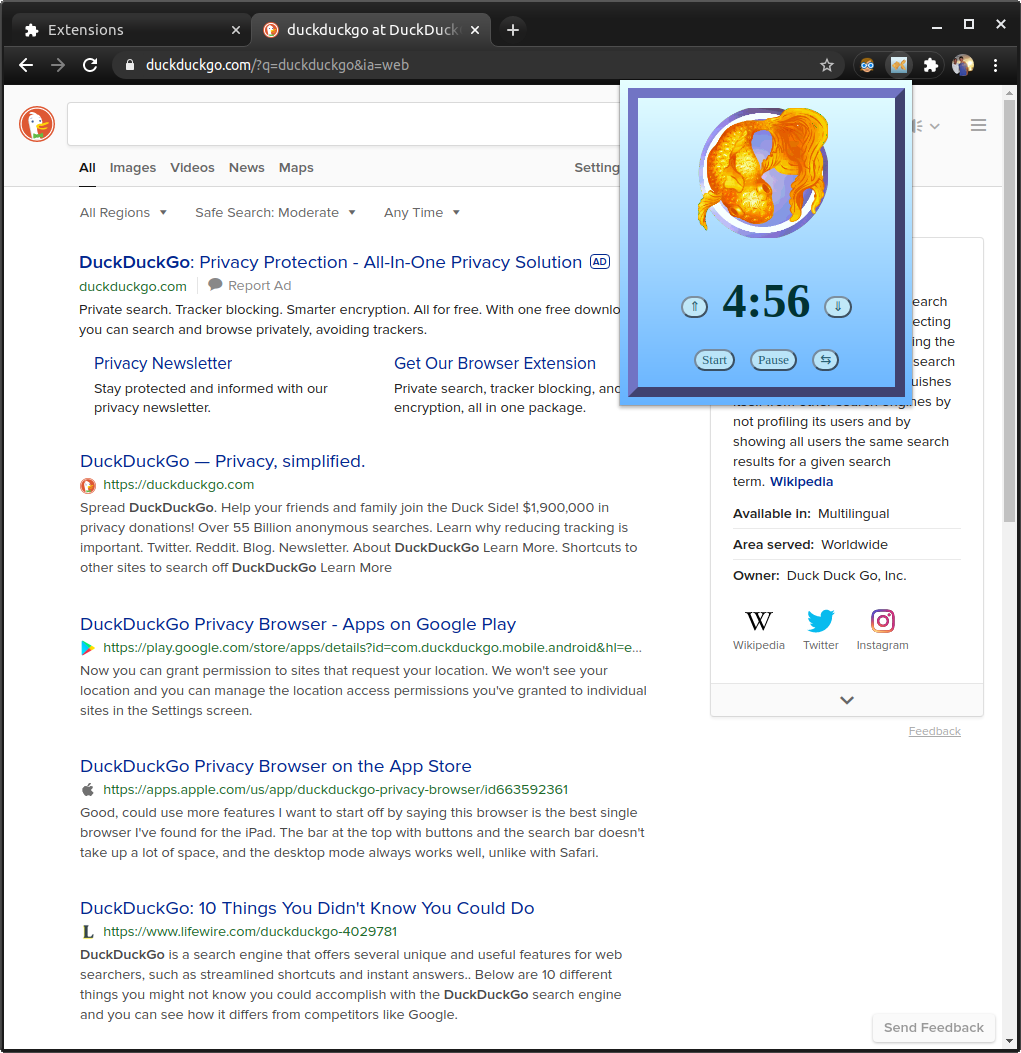 Extensions
duckduckgo at DuckDuck
duckduckgo.com/?q=duckduckgo&ia=web
All Images Videos News Maps
Setting
All Regions ▼ Safe Search: Moderate ▼ Any Time ▼
4:56
⇑ ⇓
Start Pause ⇆
DuckDuckGo: Privacy Protection - All-In-One Privacy Solution AD
duckduckgo.com Report Ad
Private search. Tracker blocking. Smarter encryption. All for free. With one free downlo
you can search and browse privately, avoiding trackers.
Privacy Newsletter
Stay protected and informed with our
privacy newsletter.
Get Our Browser Extension
Private search, tracker blocking, and
encryption, all in one package.
DuckDuckGo — Privacy, simplified.
https://duckduckgo.com
Spread DuckDuckGo. Help your friends and family join the Duck Side! $1,900,000 in
privacy donations! Over 55 Billion anonymous searches. Learn why reducing tracking is
important. Twitter. Reddit. Blog. Newsletter. About DuckDuckGo Learn More. Shortcuts to
other sites to search off DuckDuckGo Learn More
DuckDuckGo Privacy Browser - Apps on Google Play
https://play.google.com/store/apps/details?id=com.duckduckgo.mobile.android&hl=e...
Now you can grant permission to sites that request your location. We won't see your
location and you can manage the location access permissions you've granted to individual
sites in the Settings screen.
DuckDuckGo Privacy Browser on the App Store
https://apps.apple.com/us/app/duckduckgo-privacy-browser/id663592361
Good, could use more features I want to start off by saying this browser is the best single
browser I've found for the iPad. The bar at the top with buttons and the search bar doesn't
take up a lot of space, and the desktop mode always works well, unlike with Safari.
DuckDuckGo: 10 Things You Didn't Know You Could Do
L https://www.lifewire.com/duckduckgo-4029781
DuckDuckGo is a search engine that offers several unique and useful features for web
searchers, such as streamlined shortcuts and instant answers.. Below are 10 different
things you might not know you could accomplish with the DuckDuckGo search engine
and you can see how it differs from competitors like Google.
earch
ecting
ing the
search
uishes
by
not profiling its users and by
showing all users the same search
results for a given search
term. Wikipedia
Available in: Multilingual
Area served: Worldwide
Owner: Duck Duck Go, Inc.
W
Wikipedia Twitter Instagram
Feedback
Send Feedback